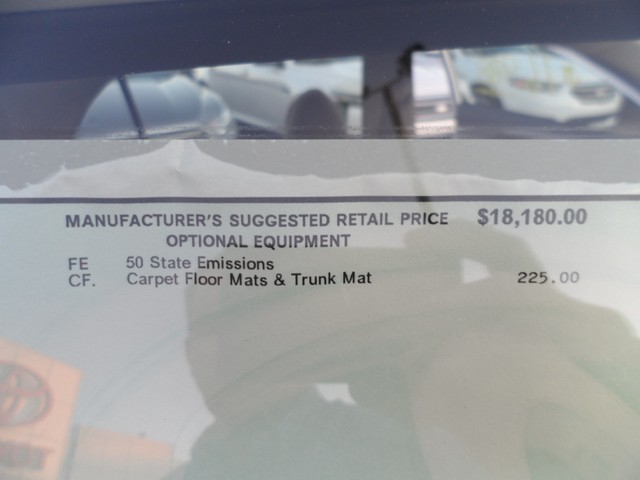 MANUFACTURER'S SUGGESTED RETAIL PRICE $18,180.00
OPTIONAL EQUIPMENT
FE 50 State Emissions
CF. Carpet Floor Mats & Trunk Mat 225.00